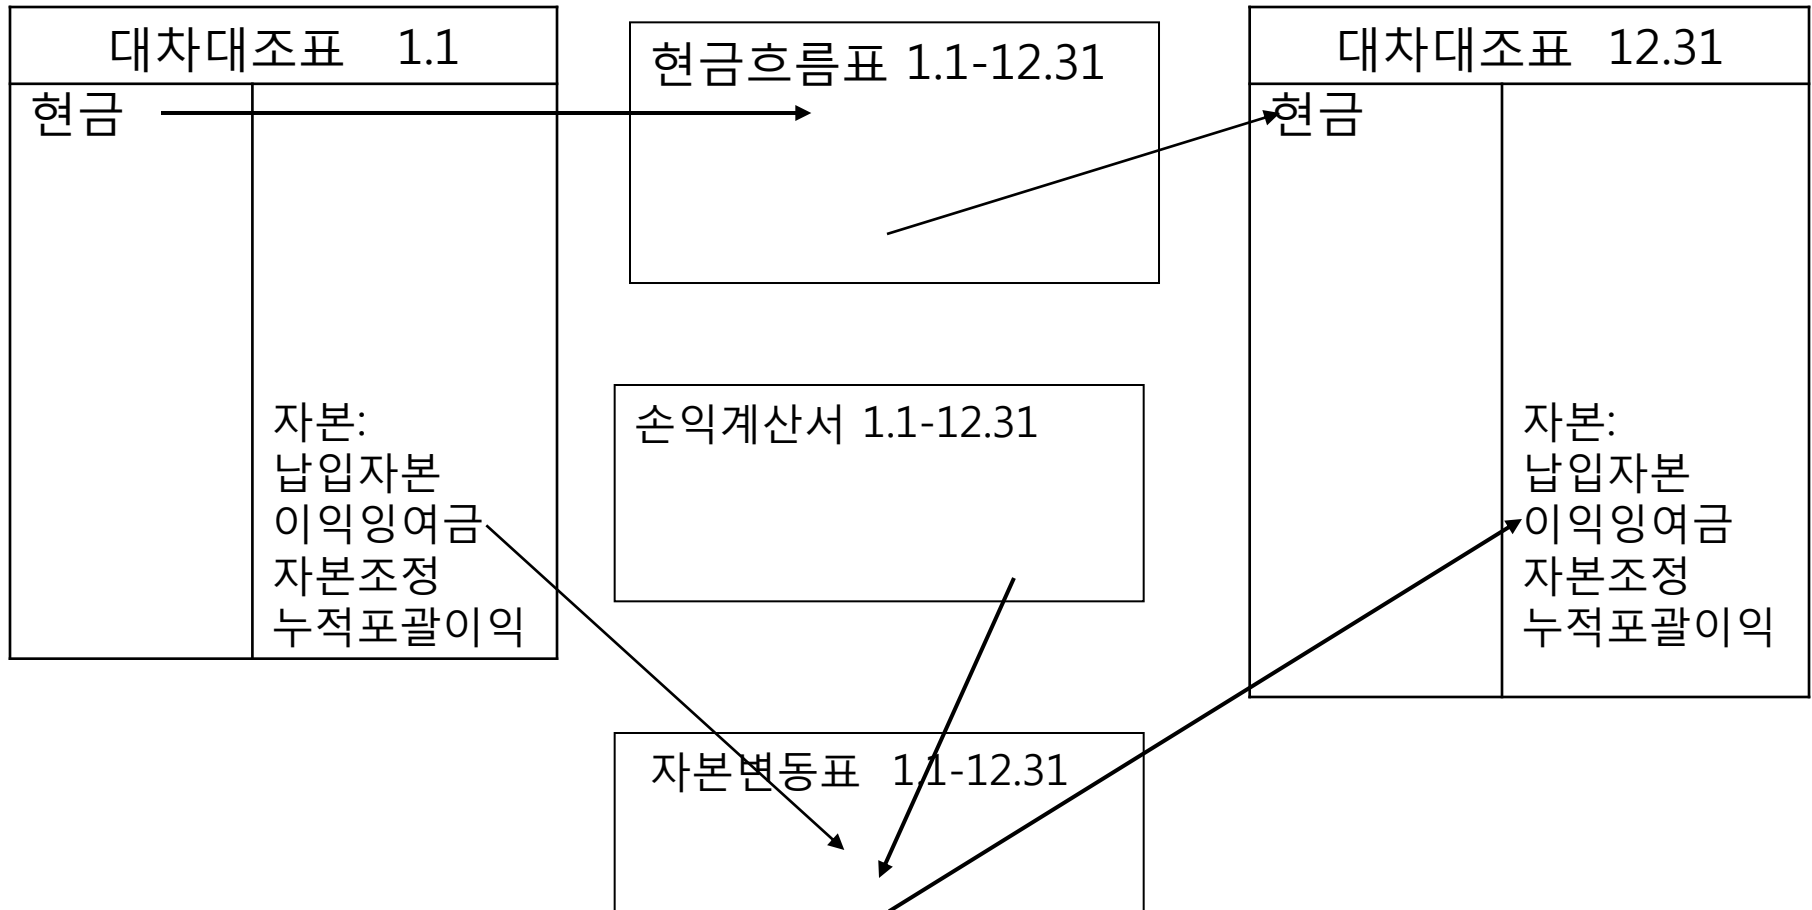 대차대조표 1.1
현금
자본:
납입자본
이익잉여금
자본조정
누적포괄이익
현금흐름표 1.1-12.31
손익계산서 1.1-12.31
자본변동표 1.1-12.31
대차대조표 12.31
현금
자본:
납입자본
이익잉여금
자본조정
누적포괄이익